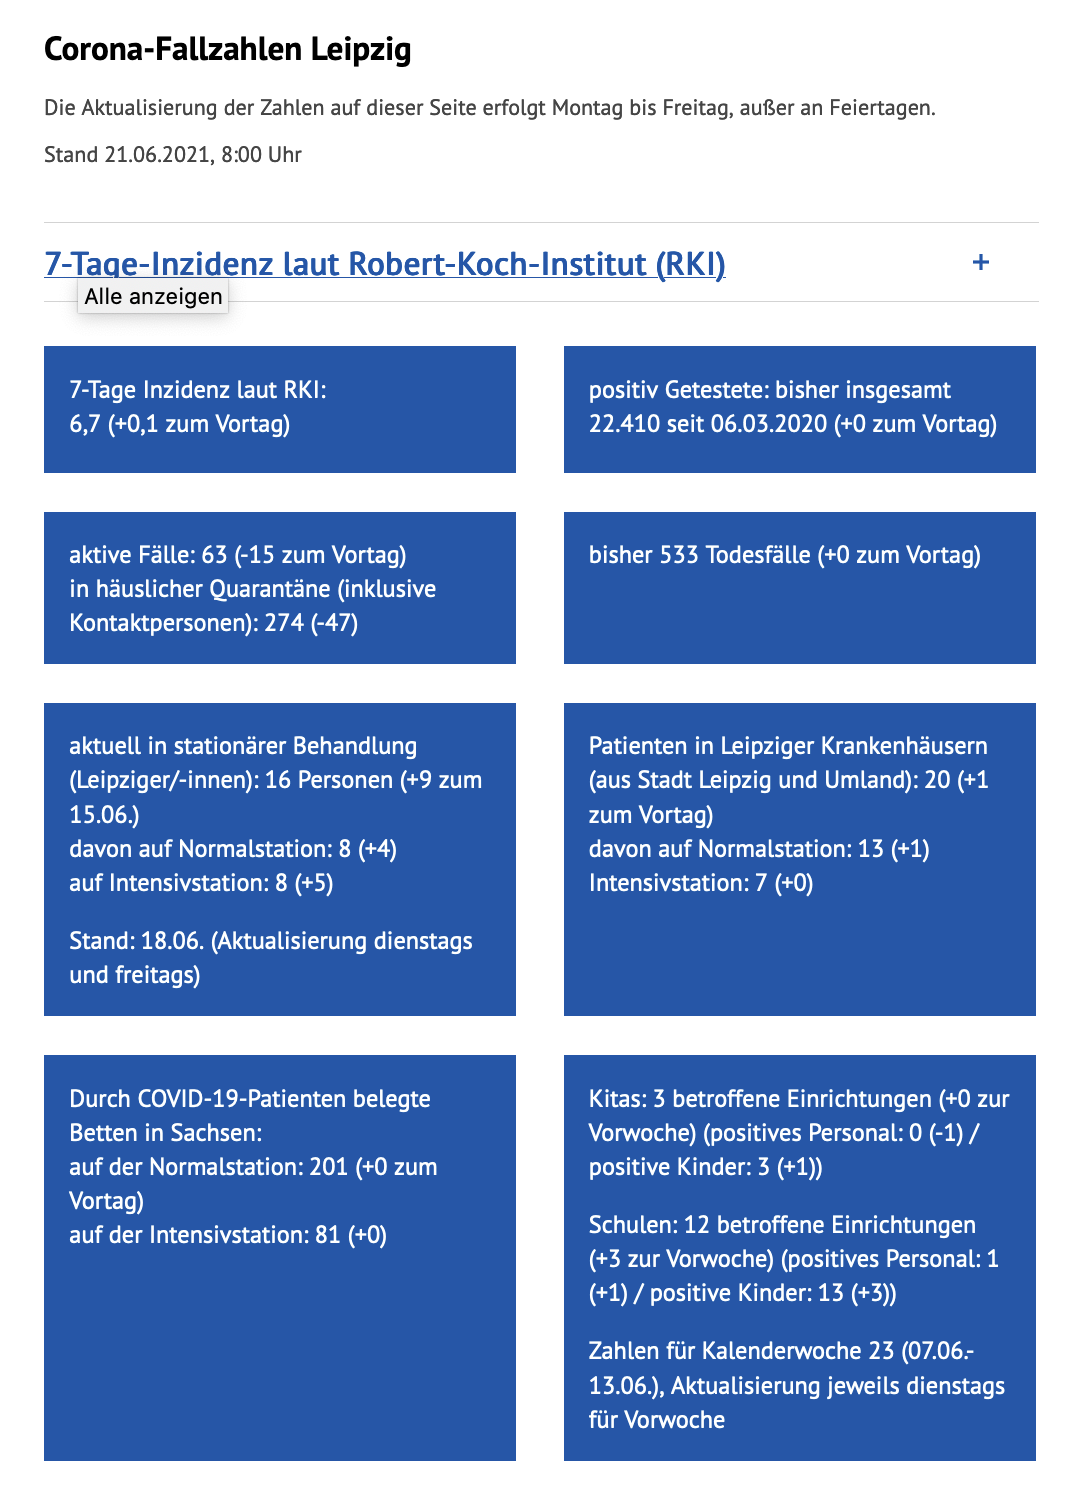 Corona-Fallzahlen Leipzig
Die Aktualisierung der Zahlen auf dieser Seite erfolgt Montag bis Freitag, außer an Feiertagen.
Stand 21.06.2021, 8:00 Uhr
7-Tage-Inzidenz laut Robert-Koch-Institut (RKI)
+
Alle anzeigen
7-Tage Inzidenz laut RKI:
6,7 (+0,1 zum Vortag)
positiv Getestete: bisher insgesamt
22.410 seit 06.03.2020 (+0 zum Vortag)
aktive Fälle: 63 (-15 zum Vortag)
in häuslicher Quarantäne (inklusive
Kontaktpersonen): 274 (-47)
bisher 533 Todesfälle (+0 zum Vortag)
aktuell in stationärer Behandlung
(Leipziger/-innen): 16 Personen (+9 zum
15.06.)
davon auf Normalstation: 8 (+4)
auf Intensivstation: 8 (+5)
Stand: 18.06. (Aktualisierung dienstags
und freitags)
Patienten in Leipziger Krankenhäusern
(aus Stadt Leipzig und Umland): 20 (+1
zum Vortag)
davon auf Normalstation: 13 (+1)
Intensivstation: 7 (+0)
Durch COVID-19-Patienten belegte
Betten in Sachsen:
auf der Normalstation: 201 (+0 zum
Vortag)
auf der Intensivstation: 81 (+0)
Kitas: 3 betroffene Einrichtungen (+0 zur
Vorwoche) (positives Personal: 0 (-1) /
positive Kinder: 3 (+1))
Schulen: 12 betroffene Einrichtungen
(+3 zur Vorwoche) (positives Personal: 1
(+1) / positive Kinder: 13 (+3))
Zahlen für Kalenderwoche 23 (07.06.-
13.06.), Aktualisierung jeweils dienstags
für Vorwoche